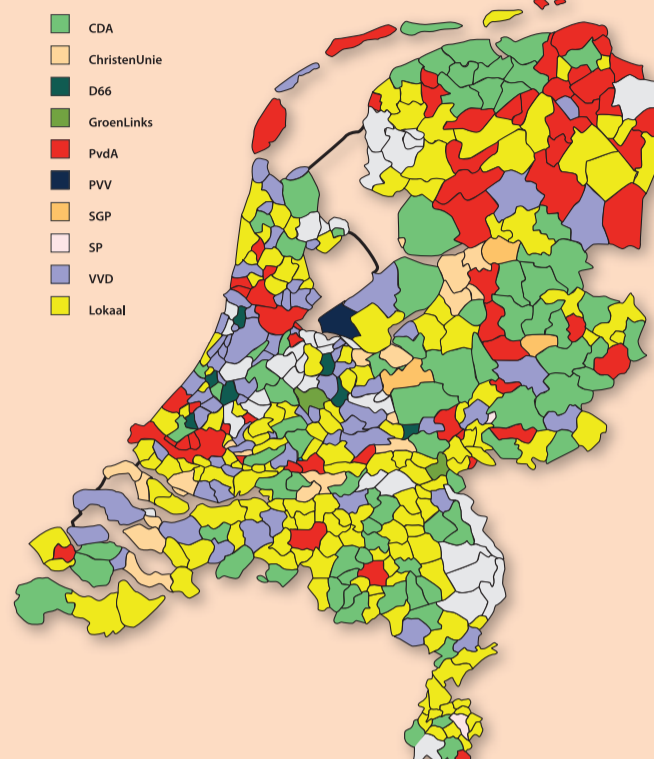 CDA
ChristenUnie
D66
GroenLinks
PvdA
PVV
SGP
SP
VVD
Lokaal